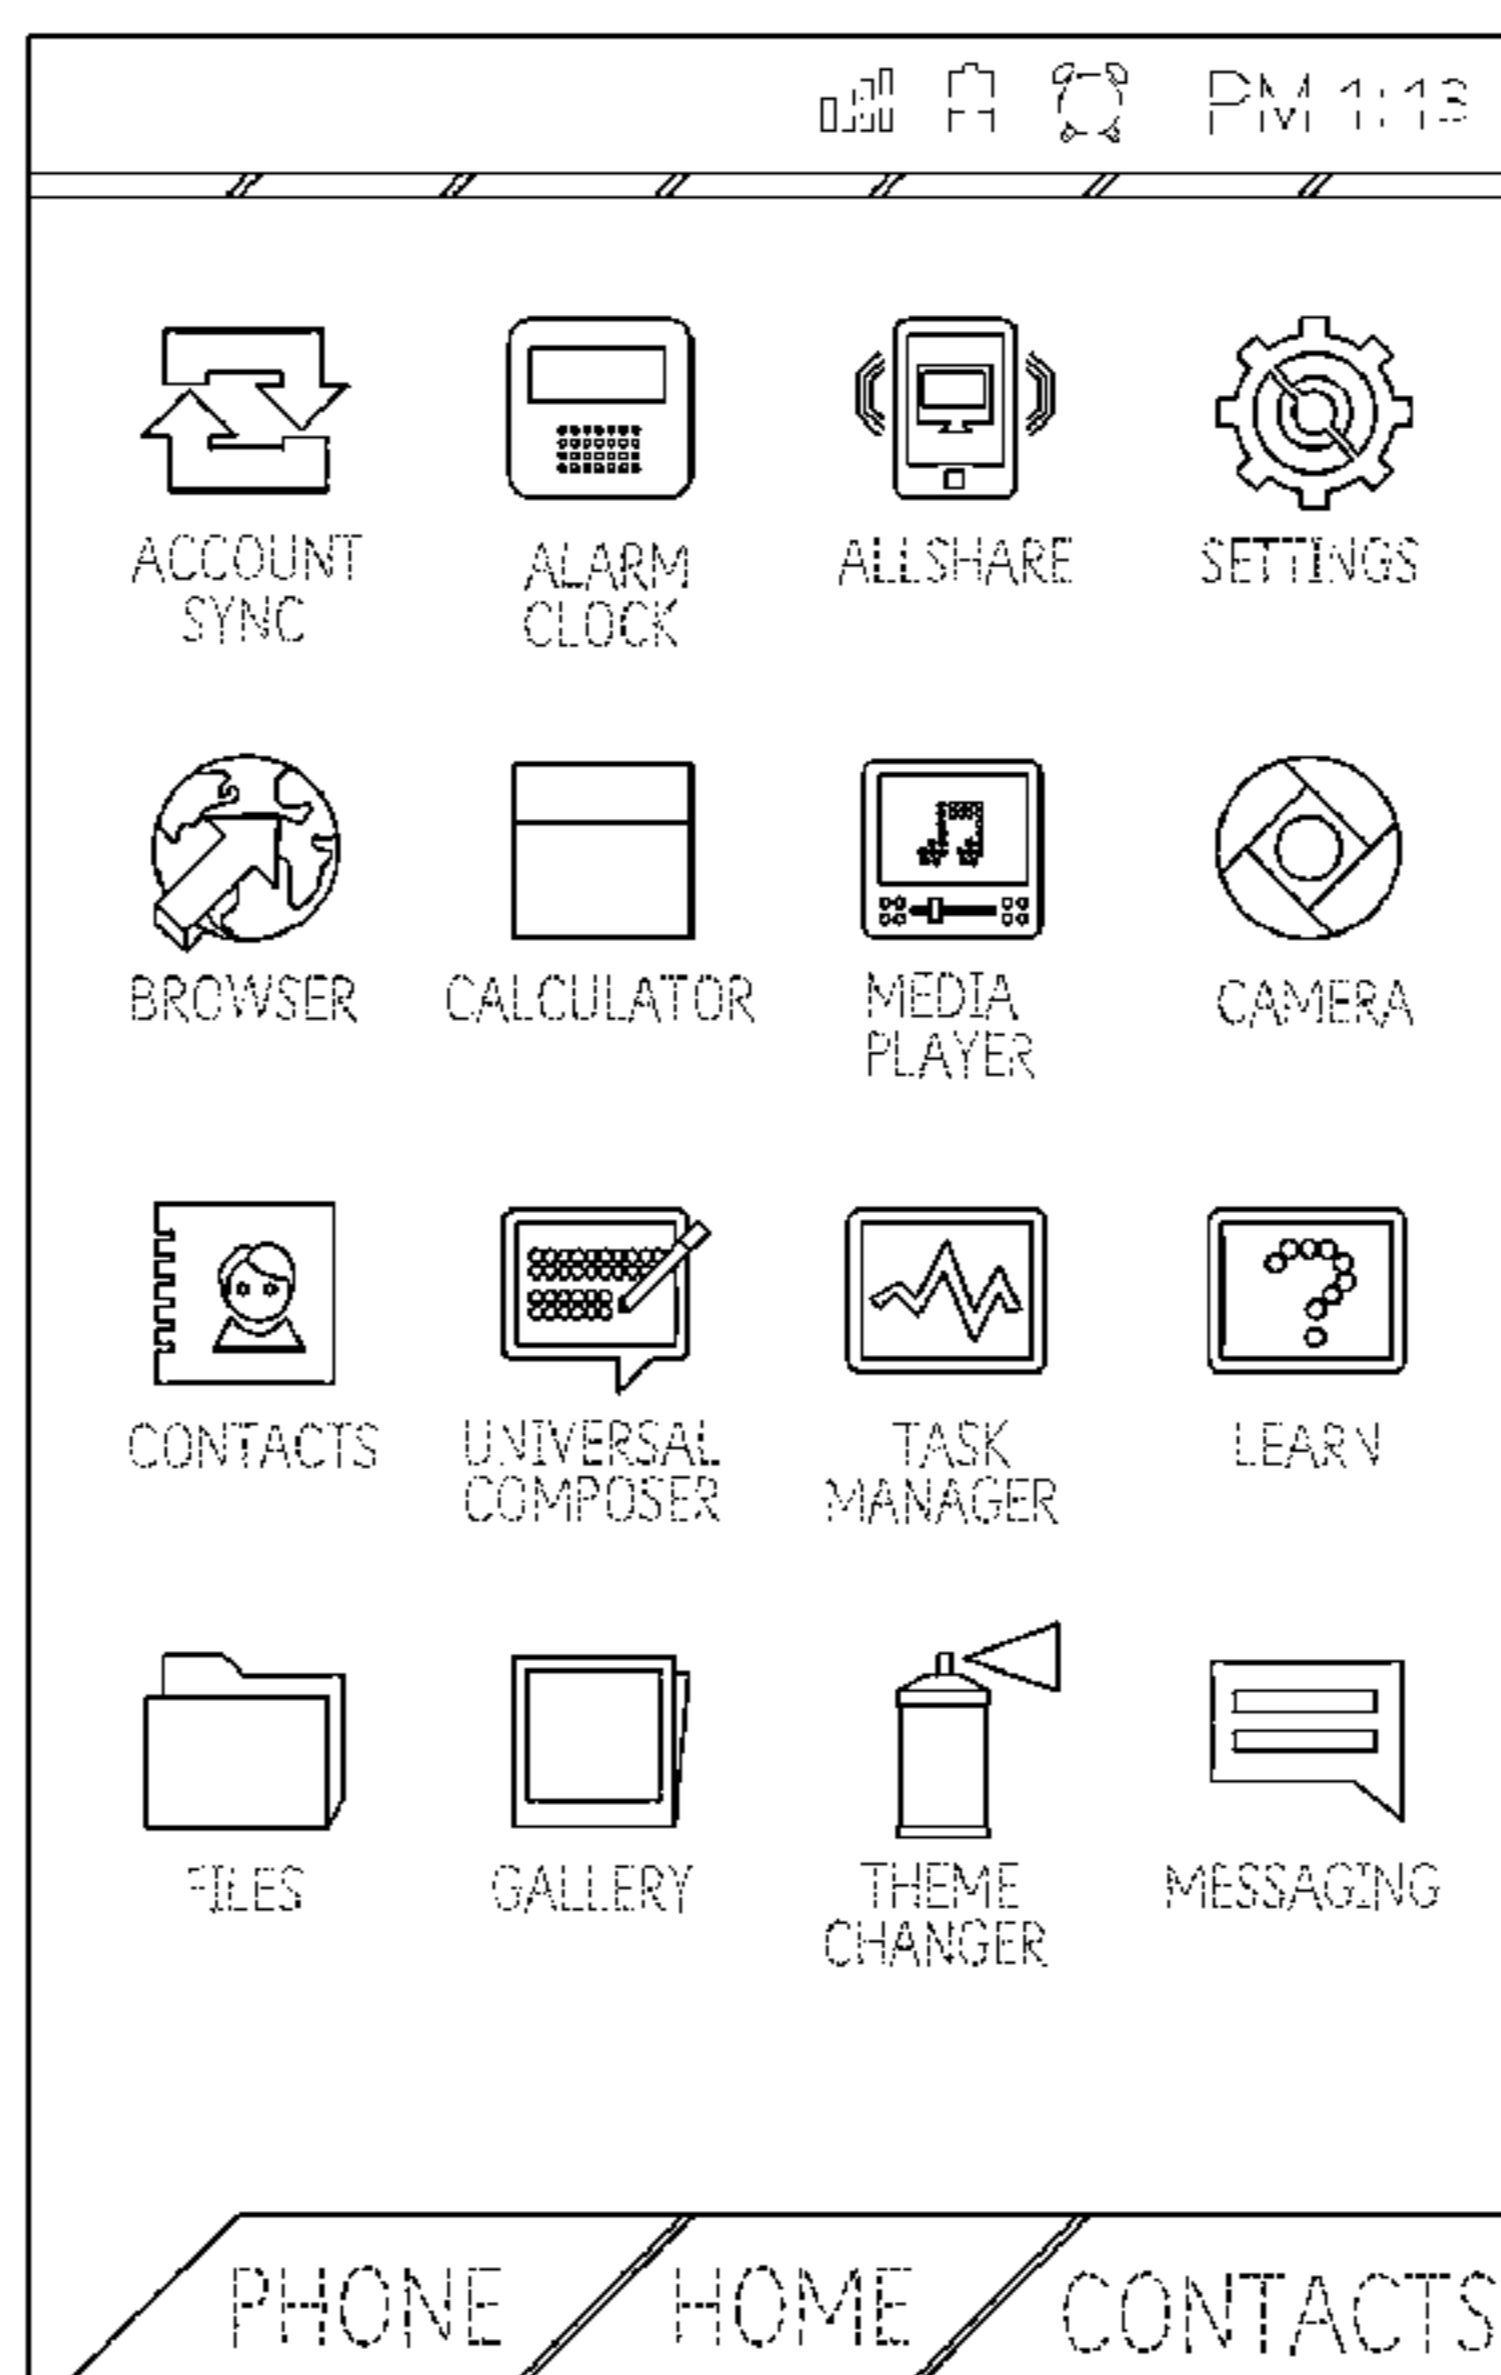 PM 1:13
ACCOUNT
SYNC
ALARM
CLOCK
ALLSHARE
SETTINGS
BROWSER
CALCULATOR
MEDIA
PLAYER
CAMERA
CONTACTS
UNIVERSAL
COMPOSER
TASK
MANAGER
LEARN
FILES
GALLERY
THEME
CHANGER
MESSAGING
PHONE
HOME
CONTACTS